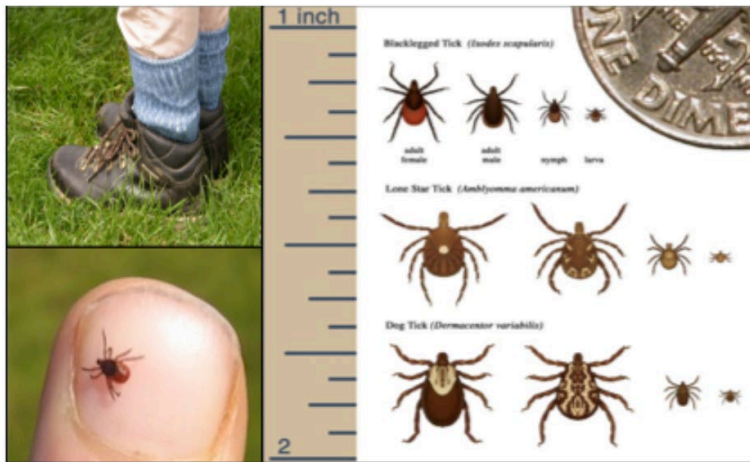 1 inch
Blacklegged Tick (Ixodes scapularis)
adult female
adult male
nymph
larva
Lone Star Tick (Amblyomma americanum)
Dog Tick (Dermacentor variabilis)
2
ONE DIME